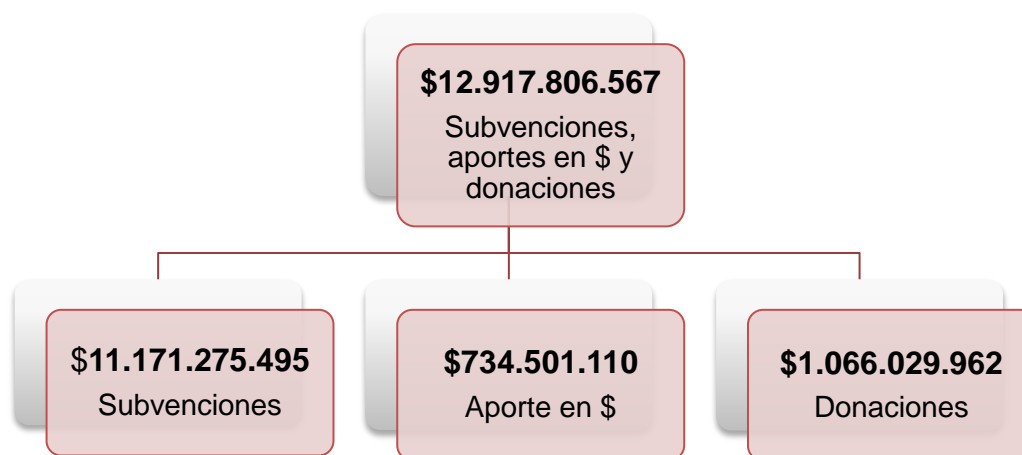 $12.917.806.567
Subvenciones,
aportes en $ y
donaciones
$11.171.275.495
Subvenciones
$734.501.110
Aporte en $
$1.066.029.962
Donaciones